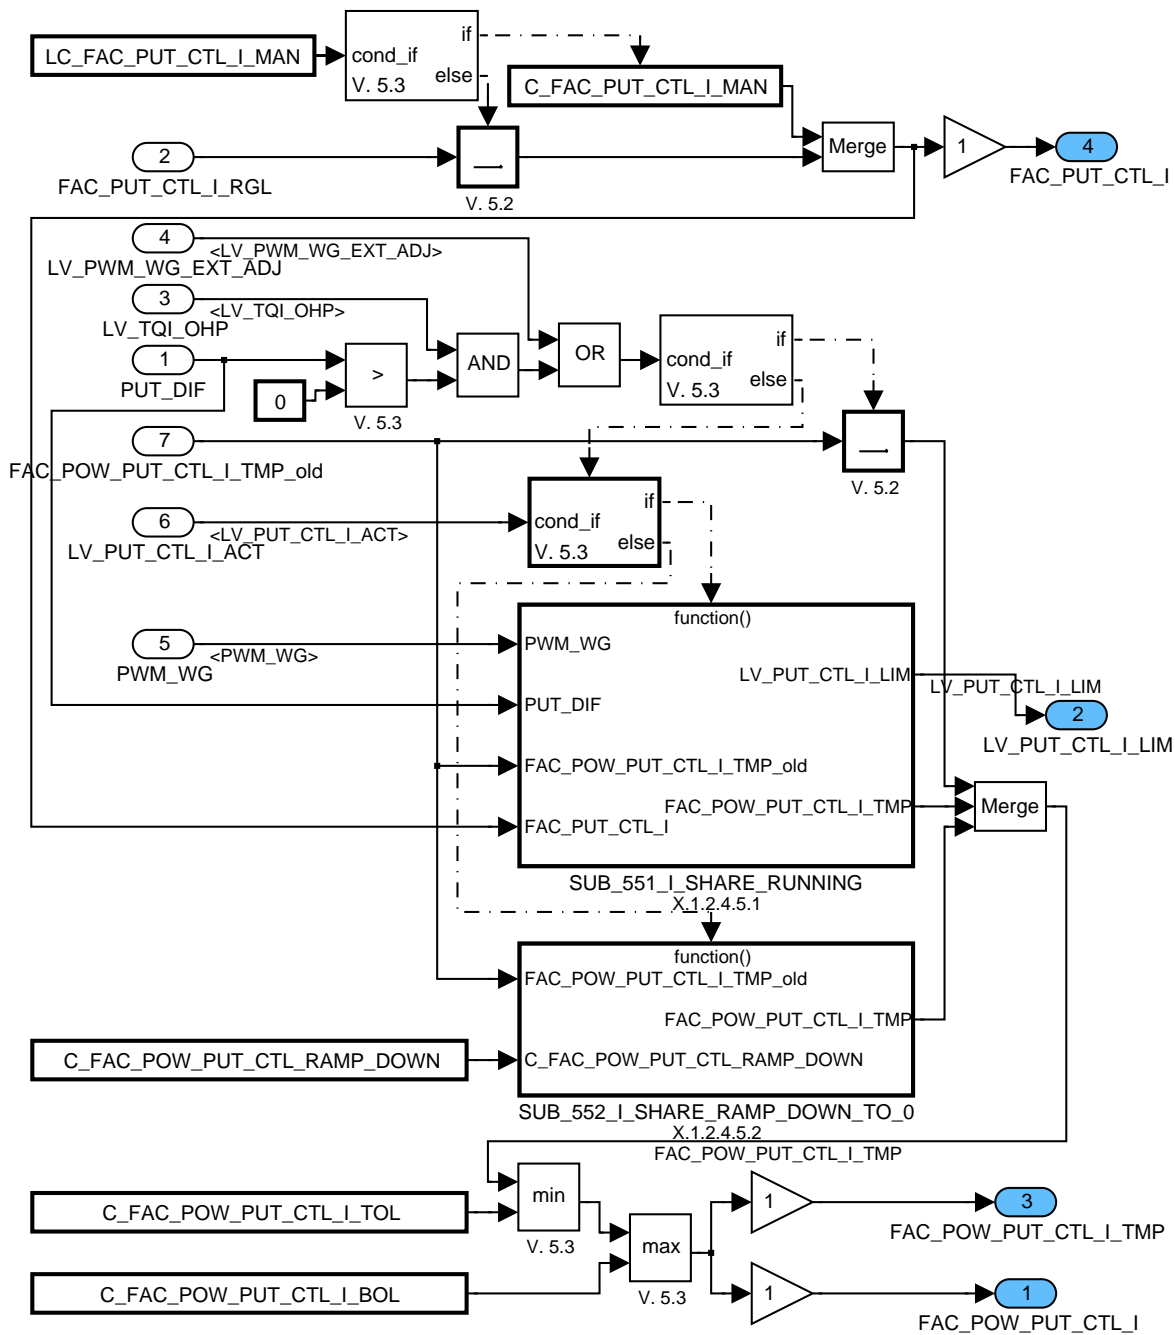 LC_FAC_PUT_CTL_I_MAN
cond_if
if
else
V. 5.3
C_FAC_PUT_CTL_I_MAN
2
FAC_PUT_CTL_I_RGL
V. 5.2
Merge
1
4
FAC_PUT_CTL_I
4
<LV_PWM_WG_EXT_ADJ>
LV_PWM_WG_EXT_ADJ
3
<LV_TQI_OHP>
LV_TQI_OHP
1
PUT_DIF
0
>
V. 5.3
AND
OR
cond_if
if
else
V. 5.3
7
FAC_POW_PUT_CTL_I_TMP_old
V. 5.2
6
<LV_PUT_CTL_I_ACT>
LV_PUT_CTL_I_ACT
cond_if
if
else
V. 5.3
5
<PWM_WG>
PWM_WG
function()
PWM_WG
LV_PUT_CTL_I_LIM
PUT_DIF
FAC_POW_PUT_CTL_I_TMP_old
FAC_POW_PUT_CTL_I_TMP
FAC_PUT_CTL_I
SUB_551_I_SHARE_RUNNING
X.1.2.4.5.1
LV_PUT_CTL_I_LIM
2
LV_PUT_CTL_I_LIM
Merge
function()
FAC_POW_PUT_CTL_I_TMP_old
FAC_POW_PUT_CTL_I_TMP
C_FAC_POW_PUT_CTL_RAMP_DOWN
C_FAC_POW_PUT_CTL_RAMP_DOWN
SUB_552_I_SHARE_RAMP_DOWN_TO_0
X.1.2.4.5.2
FAC_POW_PUT_CTL_I_TMP
C_FAC_POW_PUT_CTL_I_TOL
min
V. 5.3
C_FAC_POW_PUT_CTL_I_BOL
max
V. 5.3
1
3
FAC_POW_PUT_CTL_I_TMP
1
1
FAC_POW_PUT_CTL_I